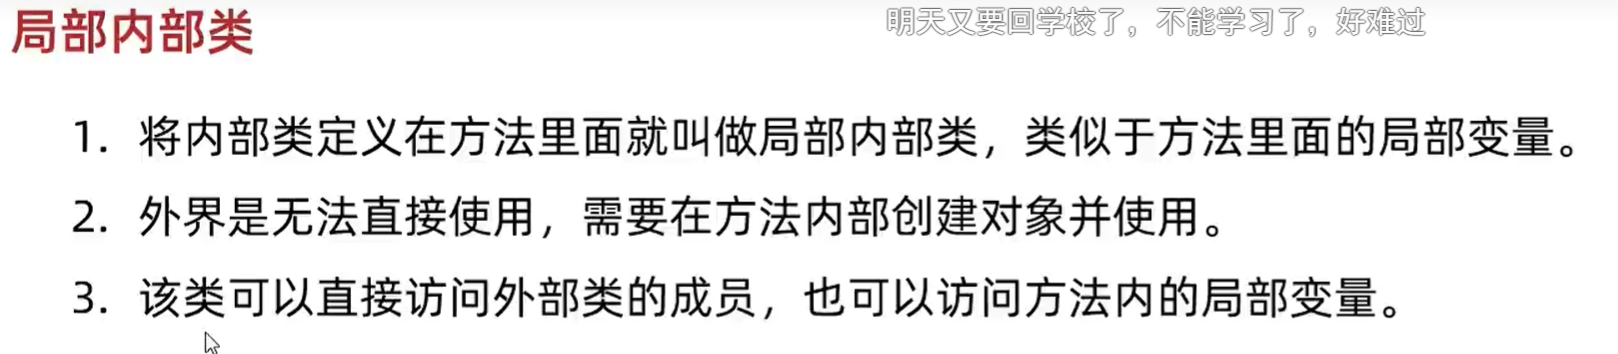 局部内部类
明天又要回学校了，不能学习了，好难过
1. 将内部类定义在方法里面就叫做局部内部类，类似于方法里面的局部变量。
2. 外界是无法直接使用，需要在方法内部创建对象并使用。
3. 该类可以直接访问外部类的成员，也可以访问方法内的局部变量。